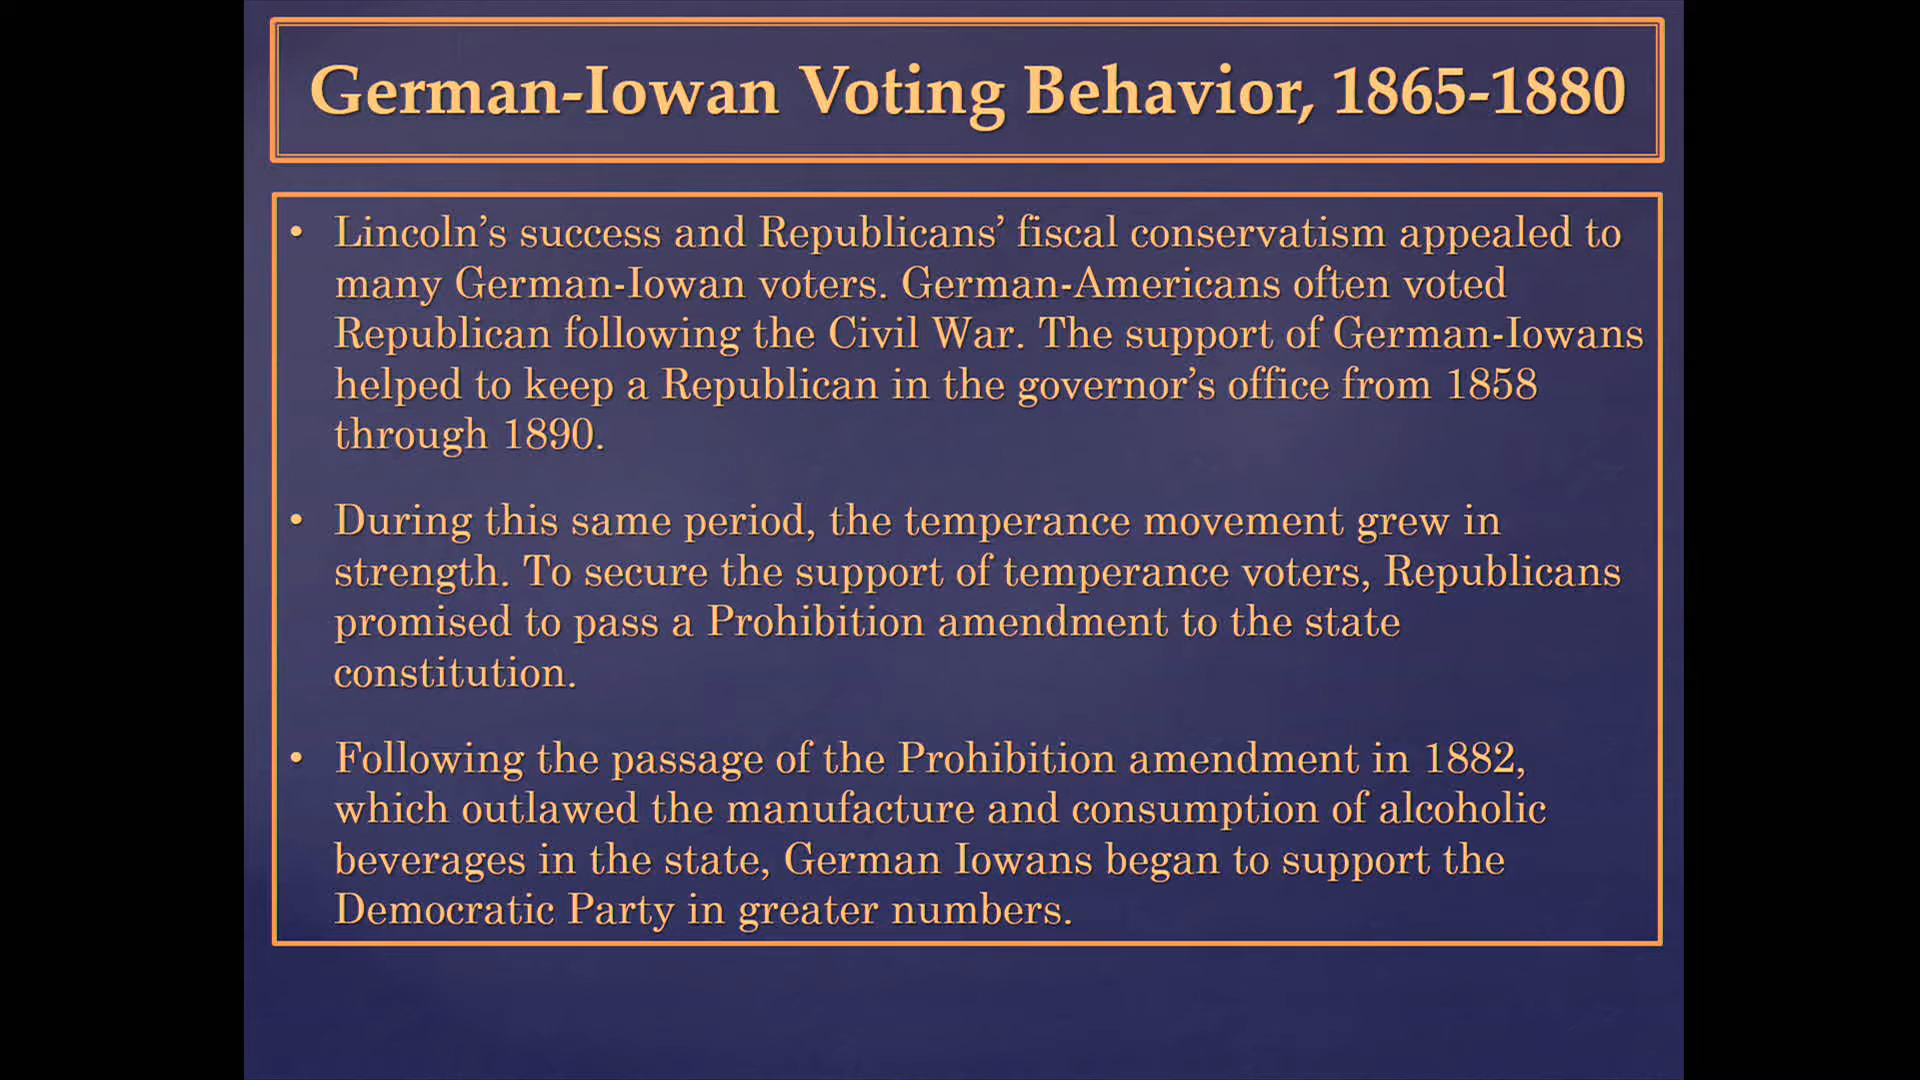 German-Iowan Voting Behavior, 1865-1880
• Lincoln’s success and Republicans’ fiscal conservatism appealed to
many German-Iowan voters. German-Americans often voted
Republican following the Civil War. The support of German-Iowans
helped to keep a Republican in the governor’s office from 1858
through 1890.
• During this same period, the temperance movement grew in
strength. To secure the support of temperance voters, Republicans
promised to pass a Prohibition amendment to the state
constitution.
• Following the passage of the Prohibition amendment in 1882,
which outlawed the manufacture and consumption of alcoholic
beverages in the state, German Iowans began to support the
Democratic Party in greater numbers.